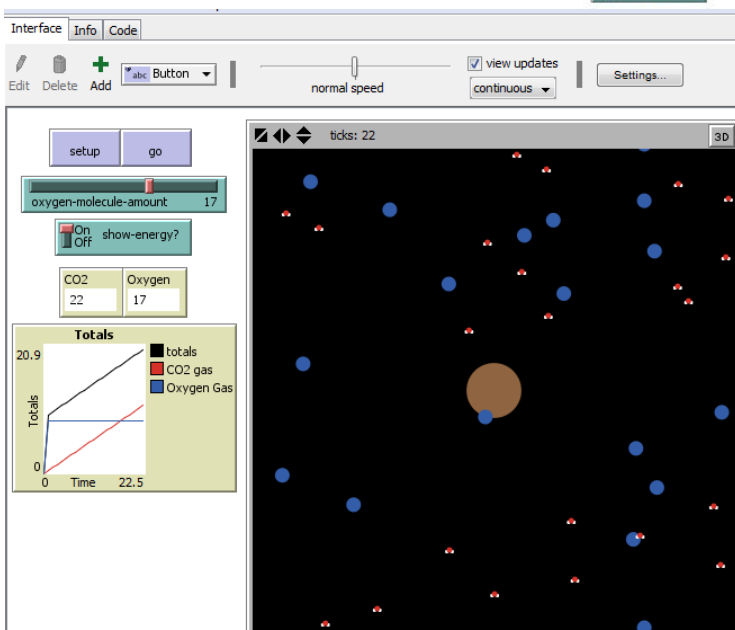 Interface Info Code
Edit Delete Add abc Button
normal speed
view updates
continuous
Settings...
setup go
ticks: 22
3D
oxygen-molecule-amount 17
On
Off
show-energy?
CO2 Oxygen
22 17
Totals
20.9
Totals
0
0 Time 22.5
totals
CO2 gas
Oxygen Gas